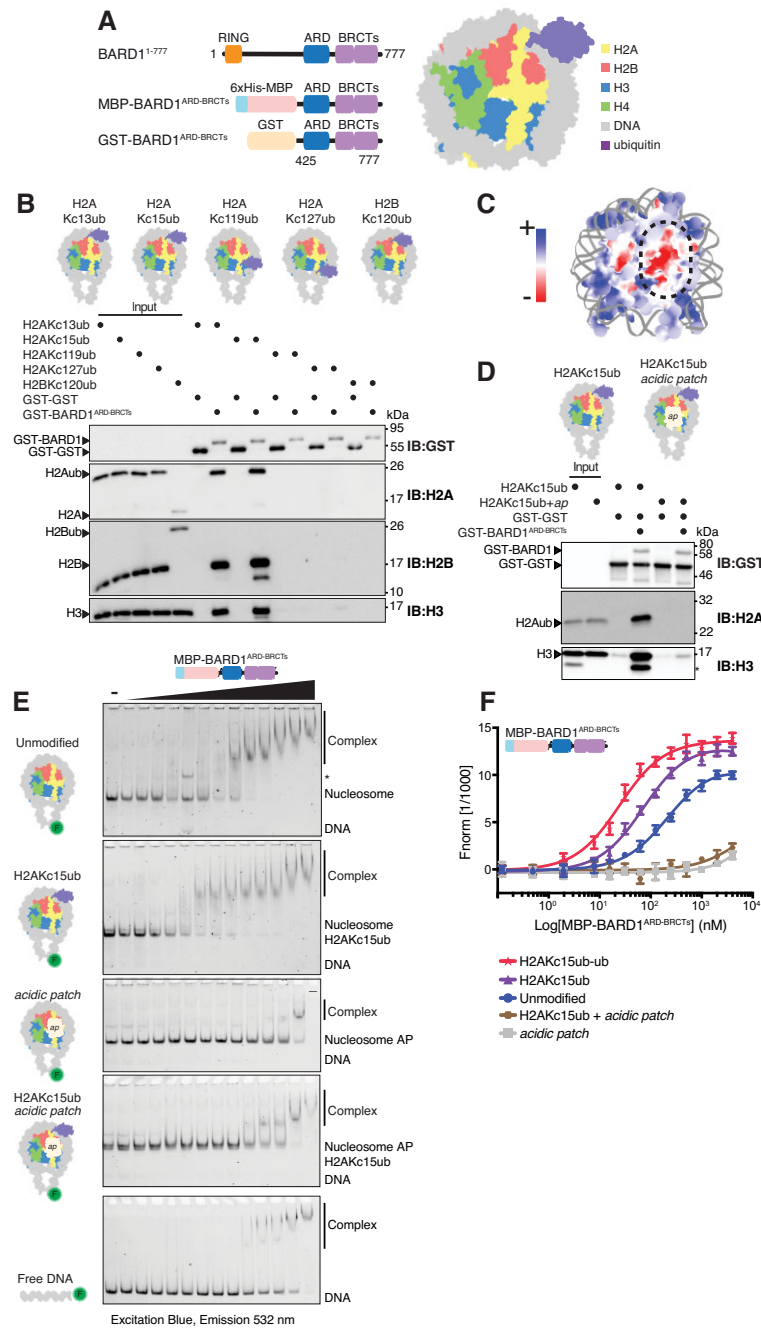 A
RING ARD BRCTs
BARD1¹⁻⁷⁷⁷ 1 777
6xHis-MBP ARD BRCTs
MBP-BARD1ᴬᴿᴰ⁻ᴮᴿᶜᵀˢ
GST ARD BRCTs
GST-BARD1ᴬᴿᴰ⁻ᴮᴿᶜᵀˢ
425 777
H2A
H2B
H3
H4
DNA
ubiquitin
B
H2A Kc13ub
H2A Kc15ub
H2A Kc119ub
H2A Kc127ub
H2B Kc120ub
Input
H2AKc13ub
H2AKc15ub
H2AKc119ub
H2AKc127ub
H2BKc120ub
GST-GST
GST-BARD1ᴬᴿᴰ⁻ᴮᴿᶜᵀˢ
kDa
GST-BARD1
GST-GST
95
55
IB:GST
H2Aub
H2A
26
17
IB:H2A
H2Bub
H2B
26
17
10
IB:H2B
H3
17
IB:H3
C
+
-
D
H2AKc15ub
H2AKc15ub
acidic patch
ap
Input
H2AKc15ub
H2AKc15ub+ap
GST-GST
GST-BARD1ᴬᴿᴰ⁻ᴮᴿᶜᵀˢ
kDa
GST-BARD1
GST-GST
80
58
46
IB:GST
H2Aub
32
22
IB:H2A
H3
17
*
IB:H3
E
MBP-BARD1ᴬᴿᴰ⁻ᴮᴿᶜᵀˢ
-
Unmodified
F
Complex
*
Nucleosome
DNA
H2AKc15ub
F
Complex
Nucleosome
H2AKc15ub
DNA
acidic patch
ap
F
Complex
Nucleosome AP
DNA
H2AKc15ub
acidic patch
ap
F
Complex
Nucleosome AP
H2AKc15ub
DNA
Free DNA
F
Complex
DNA
Excitation Blue, Emission 532 nm
F
MBP-BARD1ᴬᴿᴰ⁻ᴮᴿᶜᵀˢ
Fnorm [1/1000]
15
10
5
0
10⁰ 10¹ 10² 10³ 10⁴
Log[MBP-BARD1ᴬᴿᴰ⁻ᴮᴿᶜᵀˢ] (nM)
H2AKc15ub-ub
H2AKc15ub
Unmodified
H2AKc15ub + acidic patch
acidic patch